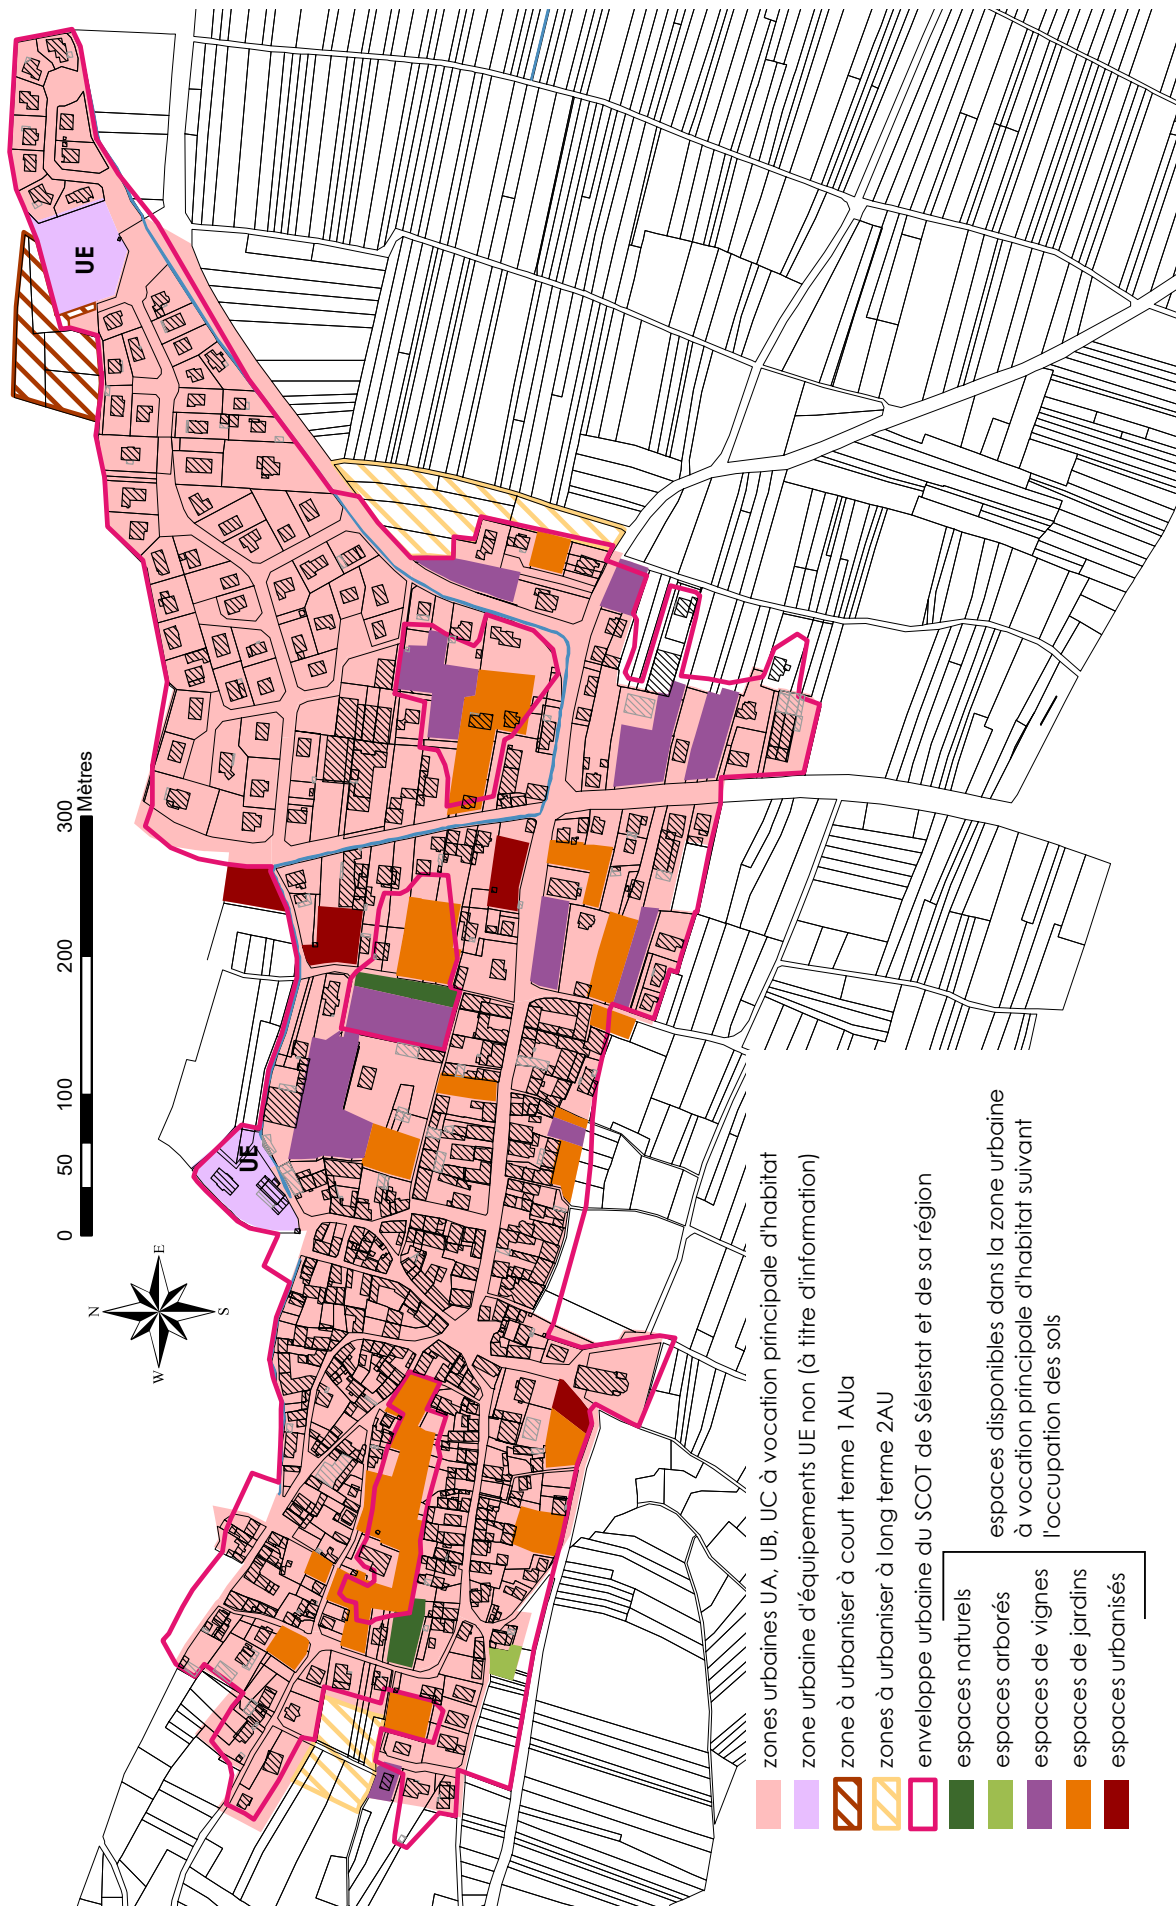 UE
UE
0 50 100 200 300
Mètres
N
E
S
W
zones urbaines UA, UB, UC à vocation principale d'habitat
zone urbaine d'équipements UE non (à titre d'information)
zone à urbaniser à court terme 1AUa
zones à urbaniser à long terme 2AU
enveloppe urbaine du SCOT de Sélestat et de sa région
espaces naturels
espaces arborés
espaces de vignes
espaces de jardins
espaces urbanisés
espaces disponibles dans la zone urbaine
à vocation principale d'habitat suivant
l'occupation des sols